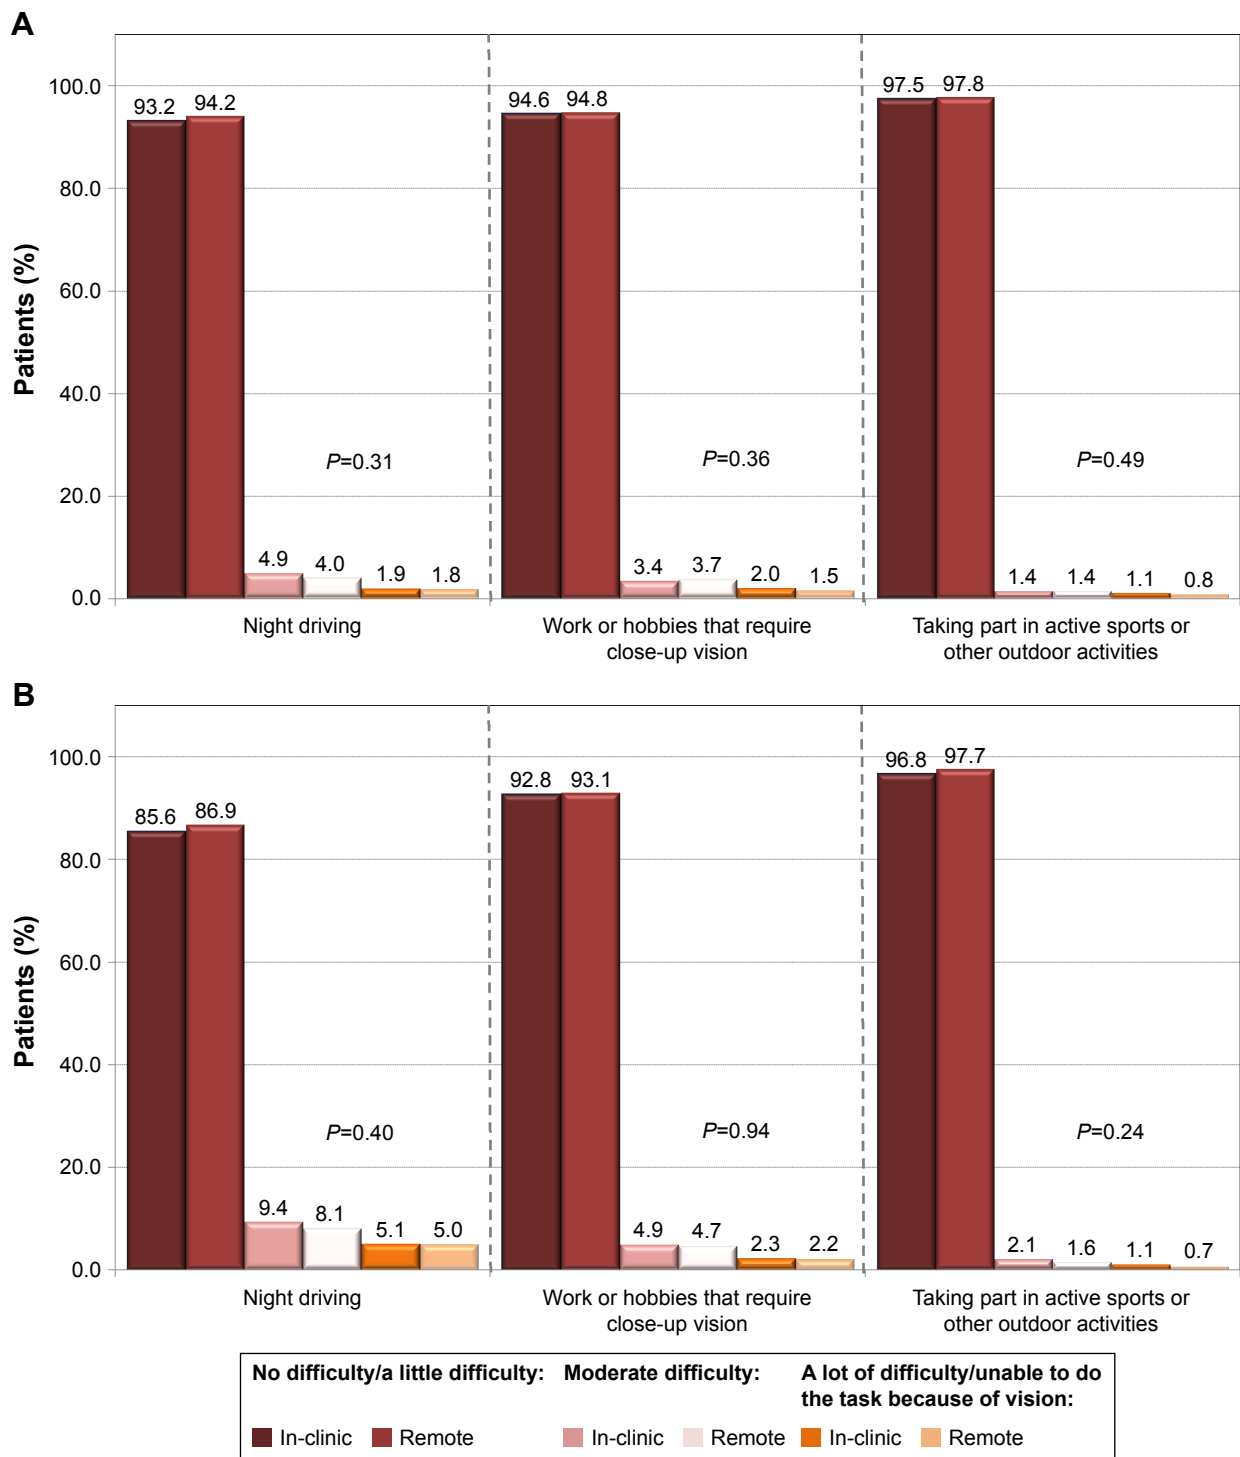 A
Patients (%)
100.0
80.0
60.0
40.0
20.0
0.0
93.2 94.2 4.9 4.0 1.9 1.8
P=0.31
94.6 94.8 3.4 3.7 2.0 1.5
P=0.36
97.5 97.8 1.4 1.4 1.1 0.8
P=0.49
Night driving
Work or hobbies that require
close-up vision
Taking part in active sports or
other outdoor activities
B
Patients (%)
100.0
80.0
60.0
40.0
20.0
0.0
85.6 86.9 9.4 8.1 5.1 5.0
P=0.40
92.8 93.1 4.9 4.7 2.3 2.2
P=0.94
96.8 97.7 2.1 1.6 1.1 0.7
P=0.24
Night driving
Work or hobbies that require
close-up vision
Taking part in active sports or
other outdoor activities
No difficulty/a little difficulty:
In-clinic Remote
Moderate difficulty:
In-clinic Remote
A lot of difficulty/unable to do
the task because of vision:
In-clinic Remote